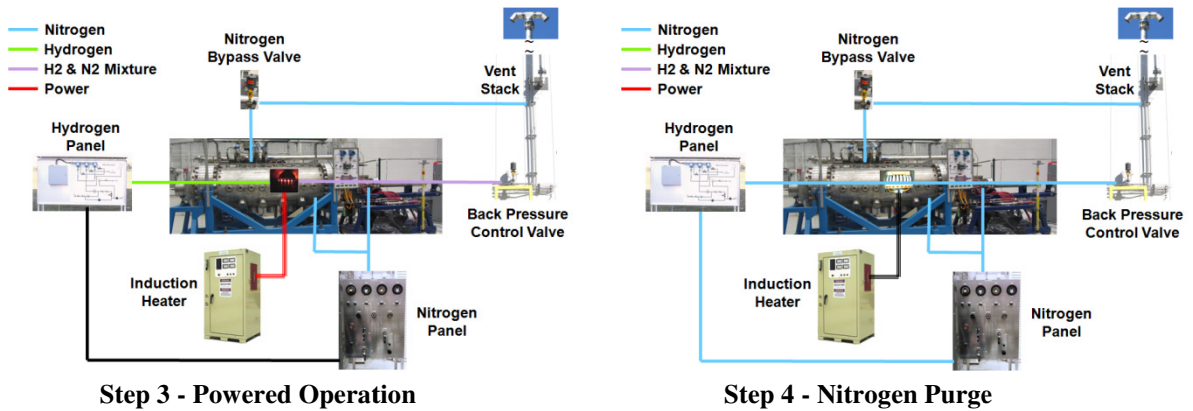 Nitrogen
Hydrogen
H2 & N2 Mixture
Power
Nitrogen
Bypass Valve
Vent
Stack
Hydrogen
Panel
Back Pressure
Control Valve
Induction
Heater
Nitrogen
Panel
Step 3 - Powered Operation
Nitrogen
Hydrogen
H2 & N2 Mixture
Power
Nitrogen
Bypass Valve
Vent
Stack
Hydrogen
Panel
Back Pressure
Control Valve
Induction
Heater
Nitrogen
Panel
Step 4 - Nitrogen Purge